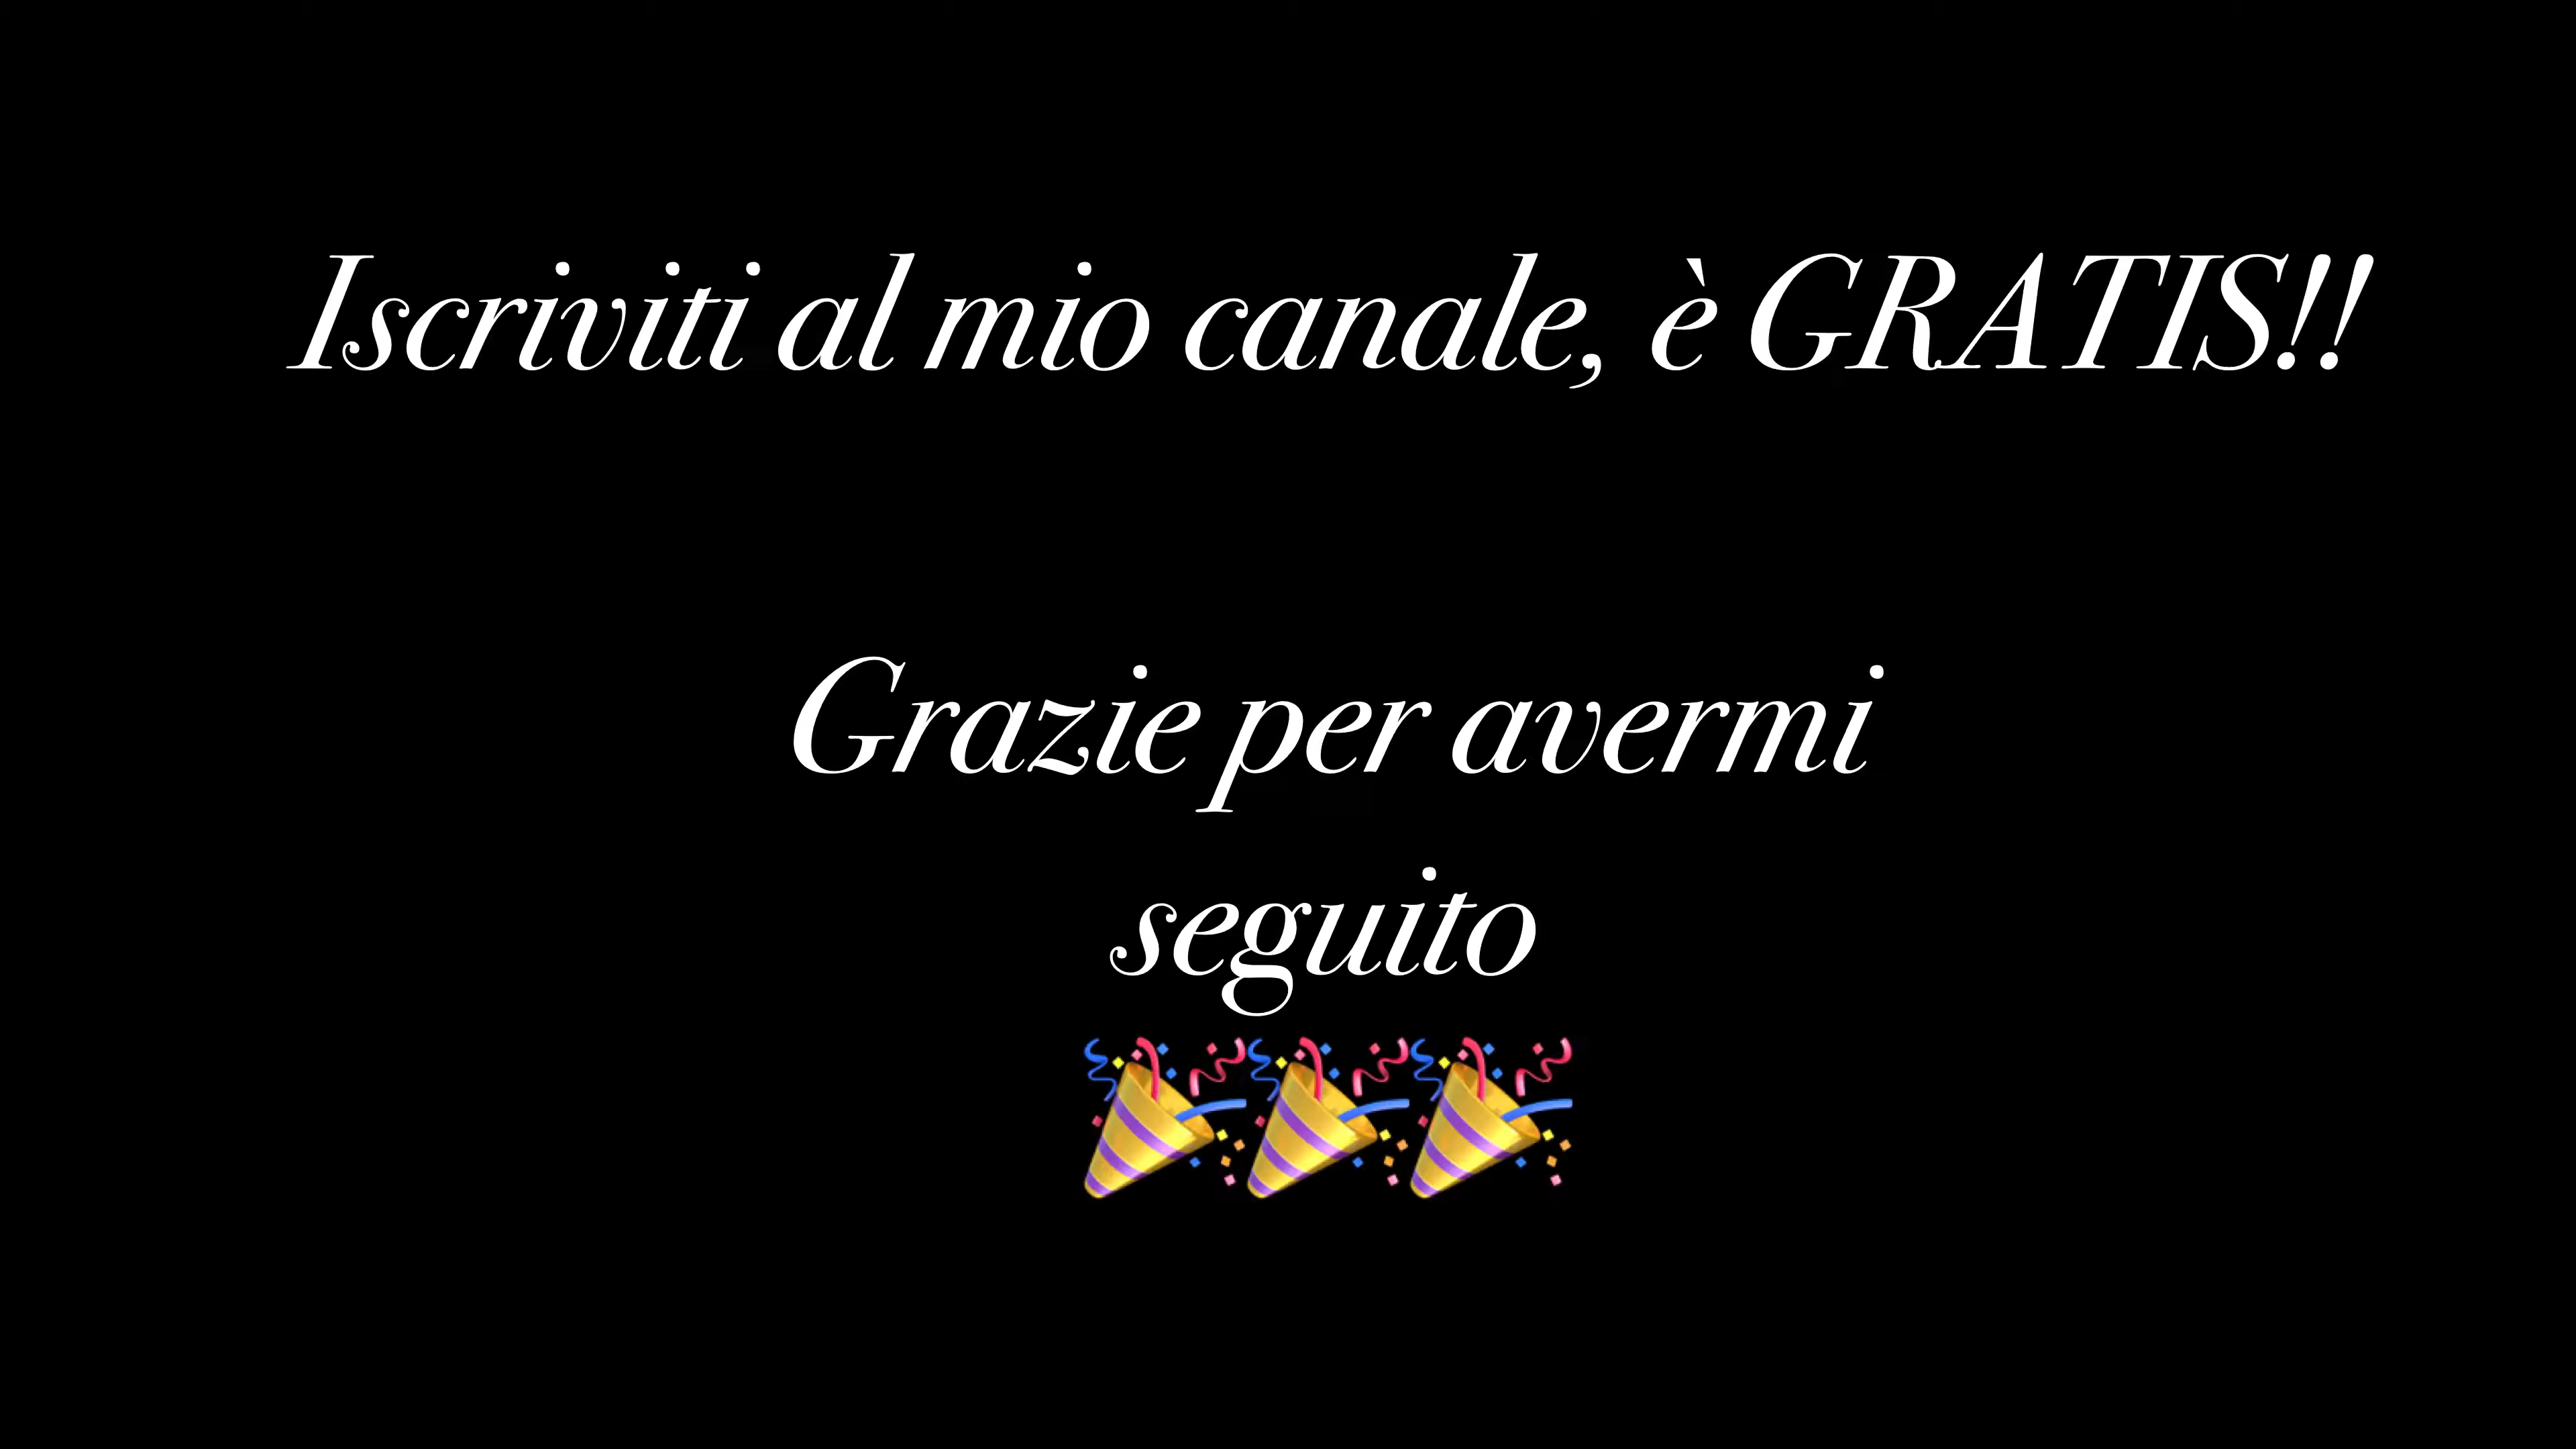 Iscriviti al mio canale, è GRATIS!!
Grazie per avermi
seguito
🎉🎉🎉